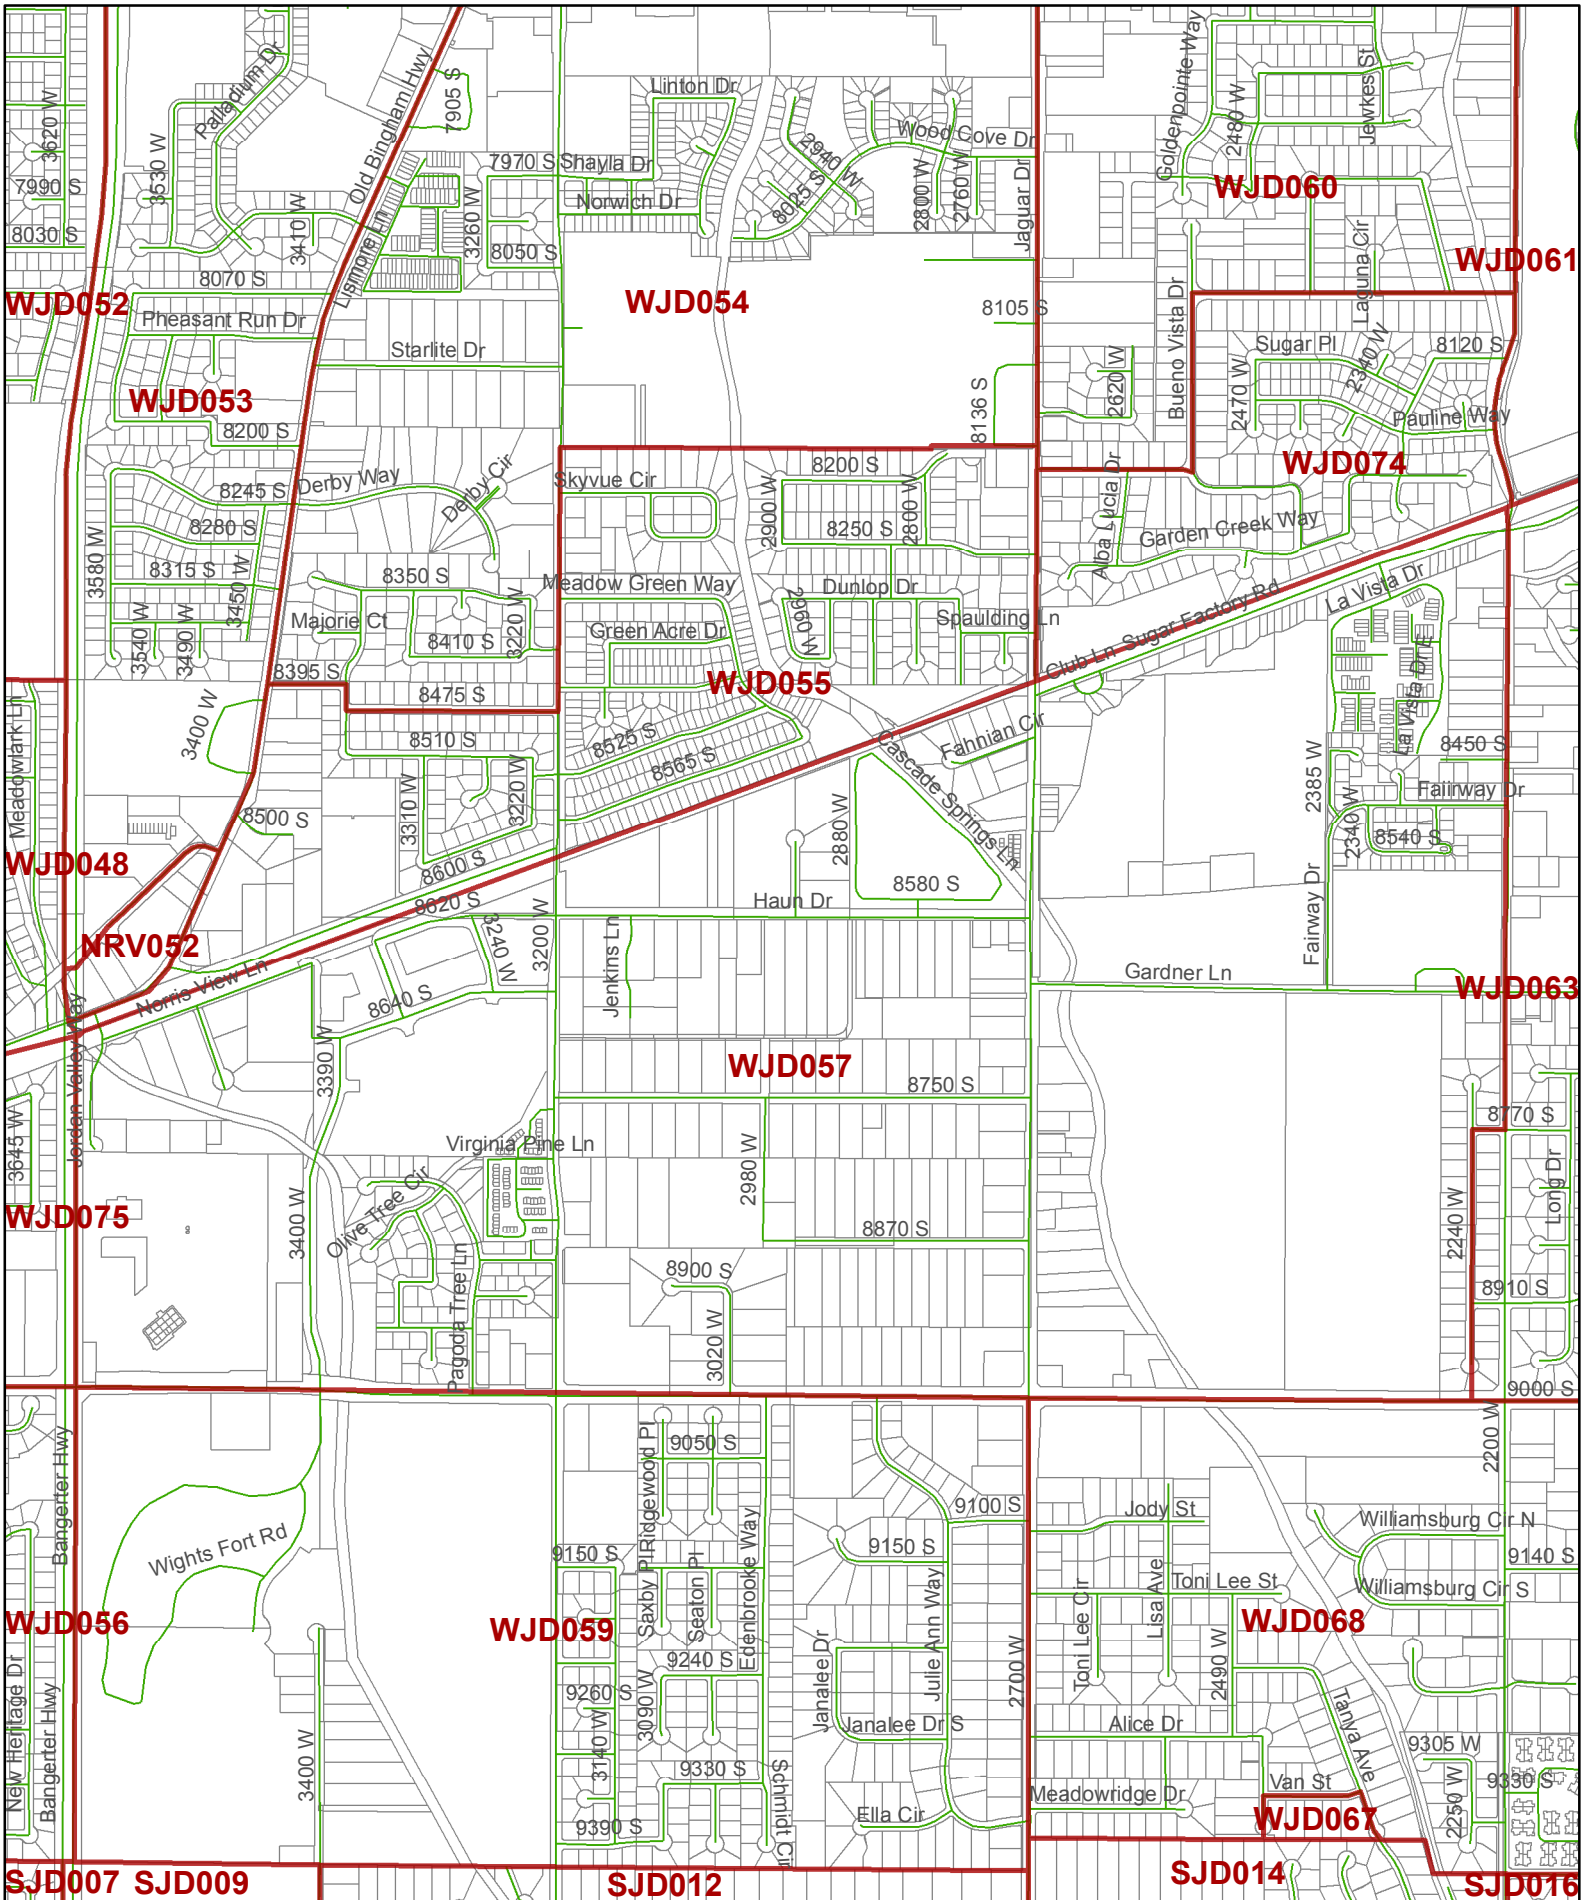 Goldenpointe Way
Palladium Dr
Old Bingham Hwy
7905 S
Linton Dr
2480 W
Jewkes St
3620 W
3530 W
Wood Cove Dr
2940 W
7970 S
Shayla Dr
7990 S
8025 S
2800 W
2760 W
WJD060
Norwich Dr
3410 W
3260 W
8030 S
Jaguar Dr
8050 S
Lismore Ln
Laguna Cir
WJD061
8070 S
WJD052
WJD054
8105 S
Bueno Vista Dr
Pheasant Run Dr
Starlite Dr
Sugar Pl
2340 W
8120 S
2620 W
WJD053
2470 W
8136 S
Pauline Way
8200 S
8200 S
WJD074
Derby Way
Derby Cir
Skyvue Cir
8245 S
2900 W
2800 W
Alba Lucia Dr
8280 S
8250 S
Garden Creek Way
3580 W
8315 S
8350 S
Meadow Green Way
Dunlop Dr
La Vista Dr
3450 W
Majorie Ct
3220 W
2960 W
Spaulding Ln
Green Acre Dr
3540 W
3490 W
8410 S
Club Ln
Sugar Factory Rd
La Vista Dr E
8395 S
8475 S
WJD055
3400 W
Meadowlark Ln
8510 S
8525 S
Cascade Springs Ln
Fahnian Cir
8450 S
8565 S
2385 W
3310 W
3220 W
Fairway Dr
8500 S
2880 W
2340 W
8540 S
WJD048
8600 S
8580 S
8620 S
Haun Dr
Fairway Dr
NRV052
3240 W
3200 W
Jenkins Ln
Norris View Ln
Gardner Ln
WJD063
8640 S
Jordan Valley Way
3390 W
WJD057
8750 S
3645 W
8770 S
Virginia Pine Ln
2980 W
Long Dr
Olive Tree Cir
WJD075
3400 W
8870 S
2240 W
8900 S
8910 S
Pagoda Tree Ln
3020 W
9000 S
Bangerter Hwy
Ridgewood Pl
9050 S
2200 W
9100 S
Jody St
Williamsburg Cir N
Wights Fort Rd
9150 S
Saxby Pl
Seaton Pl
Edenbrooke Way
9150 S
9140 S
Toni Lee St
Williamsburg Cir S
WJD056
WJD059
Julie Ann Way
Toni Lee Cir
Lisa Ave
WJD068
New Heritage Dr
Bangerter Hwy
9260 S
3090 W
9240 S
Janalee Dr
2700 W
2490 W
Tanya Ave
3400 W
3140 W
Janalee Dr S
Alice Dr
9305 W
9330 S
Schmidt Cir
Meadowridge Dr
Van St
2250 W
9330 S
9390 S
Ella Cir
WJD067
SJD007
SJD009
SJD012
SJD014
SJD016